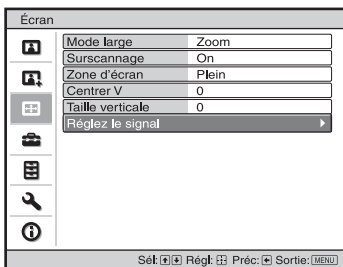 Écran
Mode large Zoom
Surscannage On
Zone d'écran Plein
Centrer V 0
Taille verticale 0
Réglez le signal
Sél: Régl: Préc: Sortie: MENU